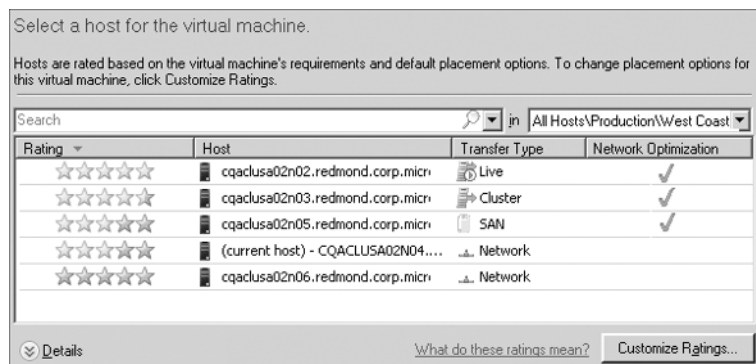 Select a host for the virtual machine.
Hosts are rated based on the virtual machine's requirements and default placement options. To change placement options for
this virtual machine, click Customize Ratings.
Search in All Hosts\Production\West Coast
Rating Host Transfer Type Network Optimization
cqaclusa02n02.redmond.corp.micr Live
cqaclusa02n03.redmond.corp.micr Cluster
cqaclusa02n05.redmond.corp.micr SAN
(current host) - CQACLUSA02N04.... Network
cqaclusa02n06.redmond.corp.micr Network
Details What do these ratings mean? Customize Ratings...